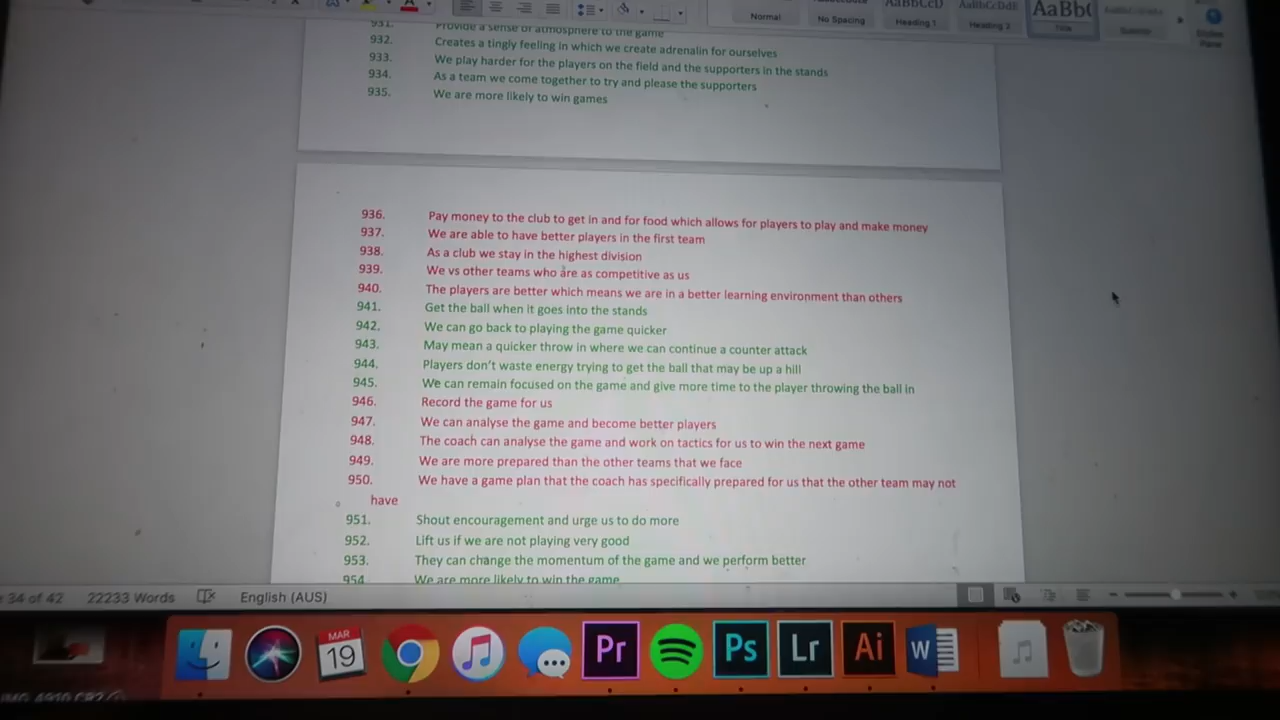 Normal
No Spacing
Heading 1
Heading 2
AaBb(
Title
931. Provide a sense of atmosphere to the game
932. Creates a tingly feeling in which we create adrenalin for ourselves
933. We play harder for the players on the field and the supporters in the stands
934. As a team we come together to try and please the supporters
935. We are more likely to win games
936. Pay money to the club to get in and for food which allows for players to play and make money
937. We are able to have better players in the first team
938. As a club we stay in the highest division
939. We vs other teams who are as competitive as us
940. The players are better which means we are in a better learning environment than others
941. Get the ball when it goes into the stands
942. We can go back to playing the game quicker
943. May mean a quicker throw in where we can continue a counter attack
944. Players don't waste energy trying to get the ball that may be up a hill
945. We can remain focused on the game and give more time to the player throwing the ball in
946. Record the game for us
947. We can analyse the game and become better players
948. The coach can analyse the game and work on tactics for us to win the next game
949. We are more prepared than the other teams that we face
950. We have a game plan that the coach has specifically prepared for us that the other team may not
have
951. Shout encouragement and urge us to do more
952. Lift us if we are not playing very good
953. They can change the momentum of the game and we perform better
954. We are more likely to win the game
34 of 42 22233 Words English (AUS)
MAR
19
Pr
Ps
Lr
Ai
W